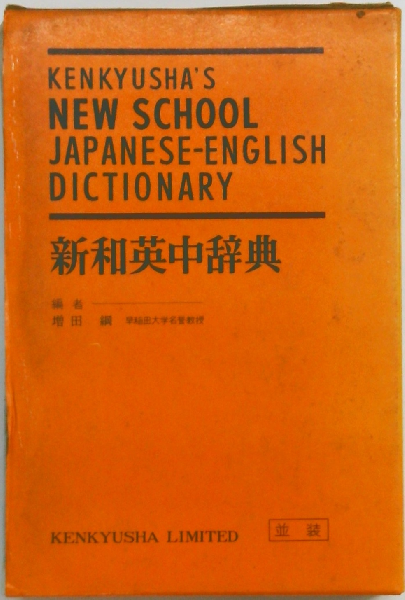 KENKYUSHA'S
NEW SCHOOL
JAPANESE-ENGLISH
DICTIONARY
新和英中辞典
編者
増田 綱 早稲田大学名誉教授
KENKYUSHA LIMITED
並装